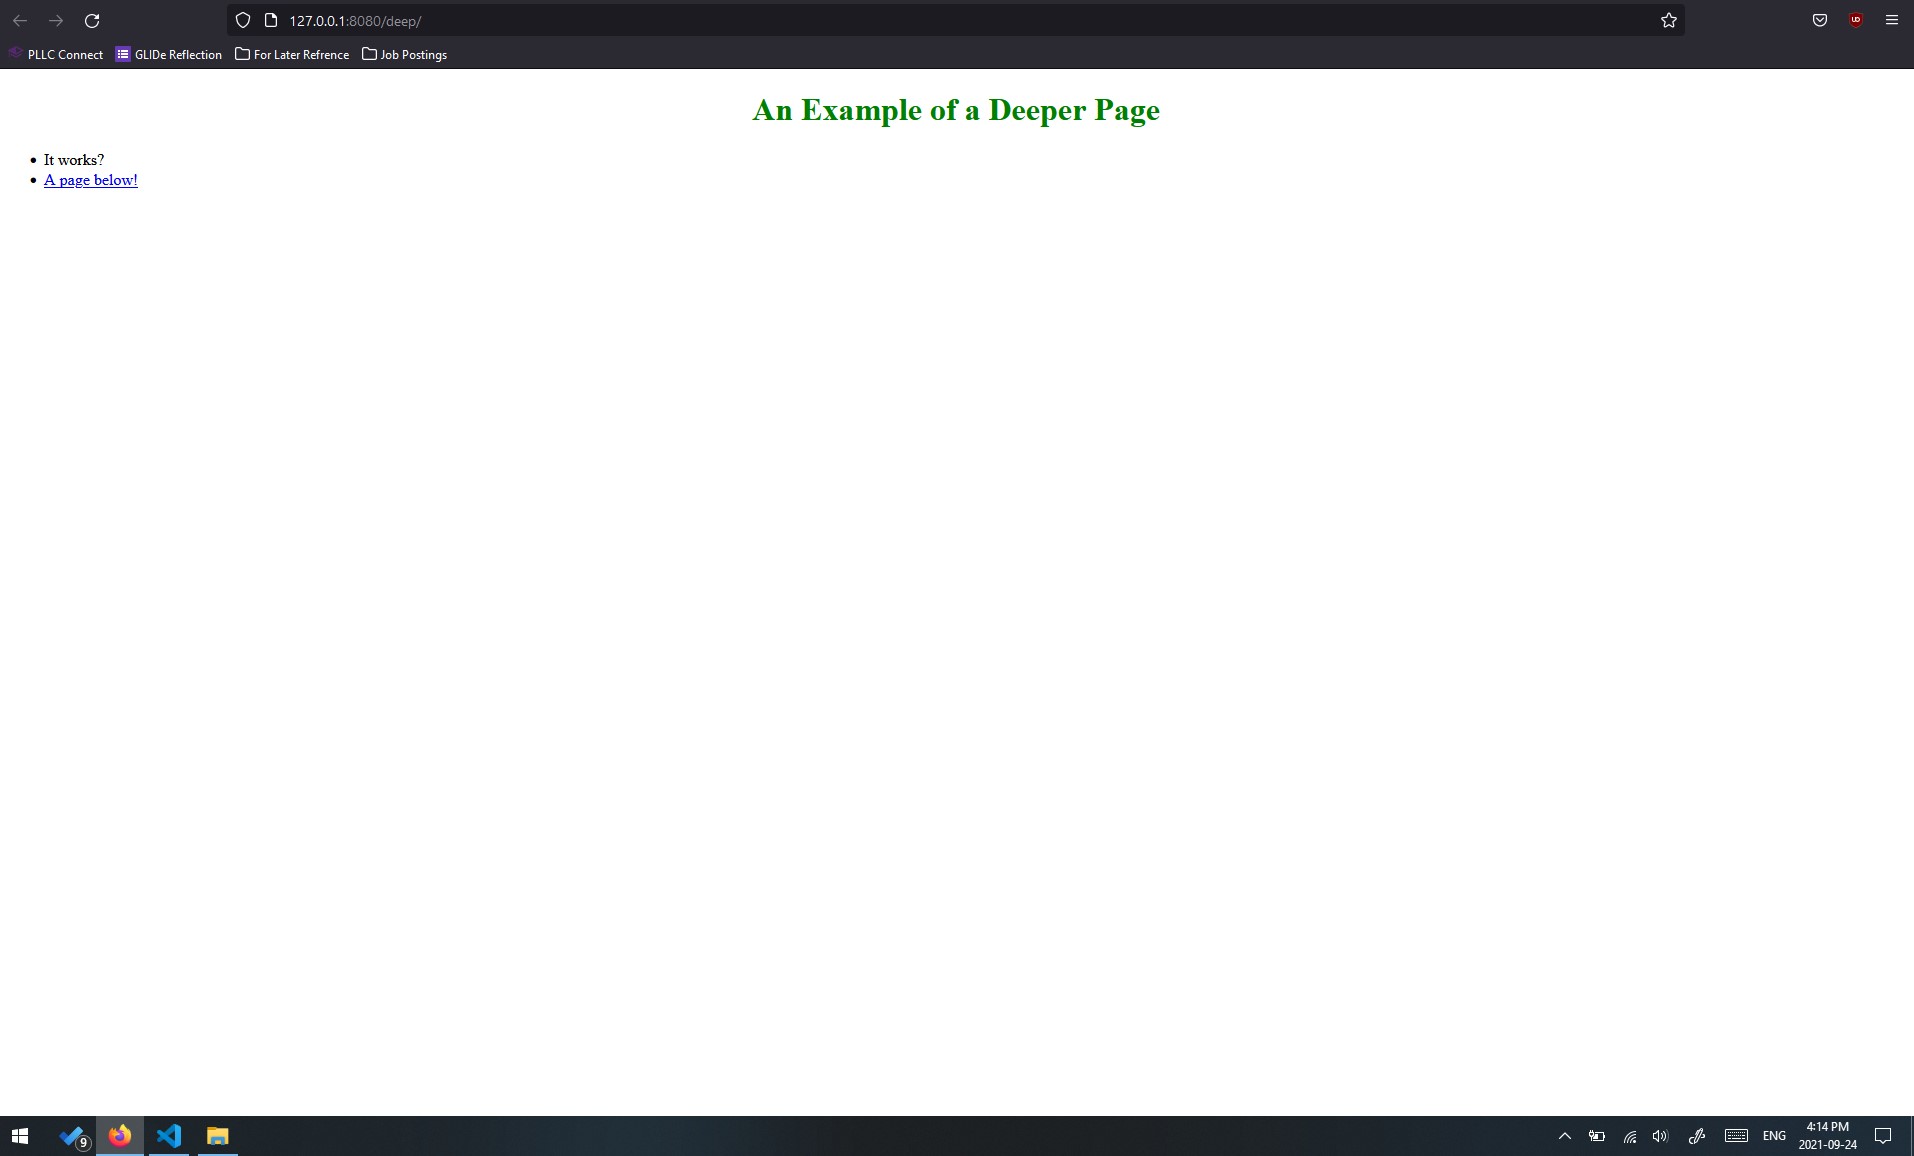 127.0.0.1:8080/deep/
PLLC Connect GLIDe Reflection For Later Refrence Job Postings
An Example of a Deeper Page
It works?
A page below!
9
ENG
4:14 PM
2021-09-24